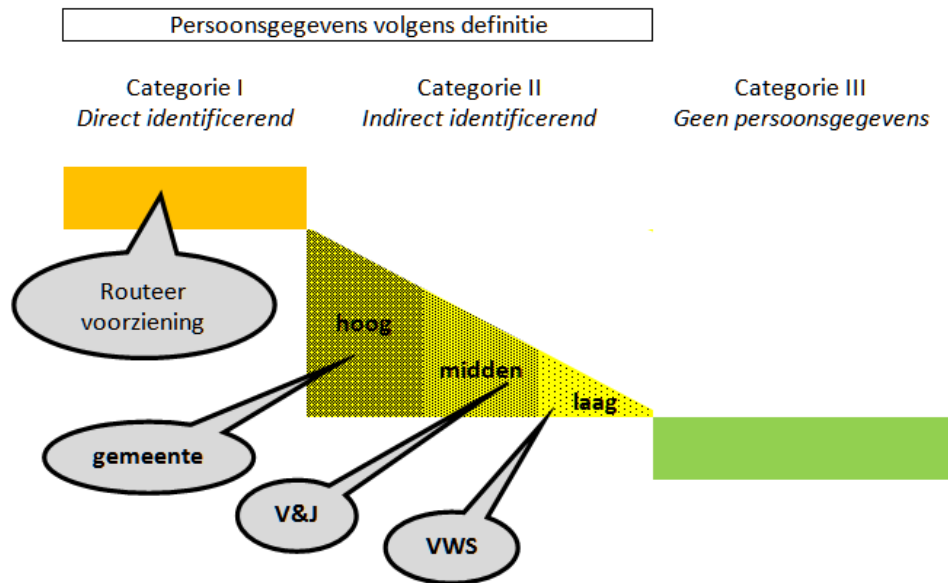 Persoonsgegevens volgens definitie
Categorie I
Direct identificerend
Categorie II
Indirect identificerend
Categorie III
Geen persoonsgegevens
Routeer
voorziening
hoog
midden
laag
gemeente
V&J
VWS